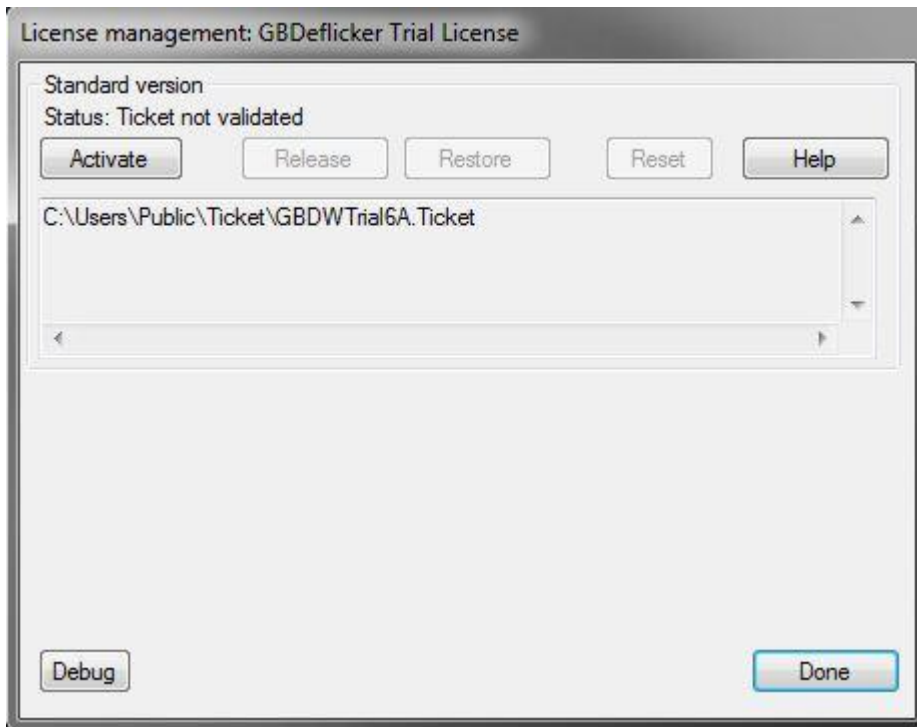 License management: GBDeflicker Trial License
Standard version
Status: Ticket not validated
Activate Release Restore Reset Help
C:\Users\Public\Ticket\GBDWTrial6A.Ticket
Debug Done